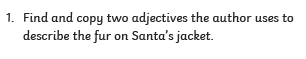 1. Find and copy two adjectives the author uses to
describe the fur on Santa's jacket.